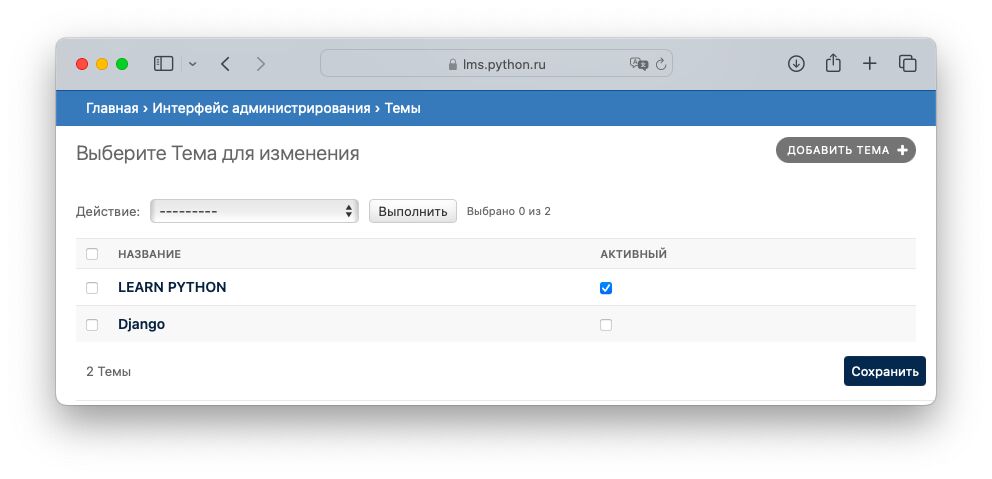 lms.python.ru
Главная › Интерфейс администрирования › Темы
Выберите Тема для изменения
ДОБАВИТЬ ТЕМА +
Действие: --------- Выполнить Выбрано 0 из 2
НАЗВАНИЕ АКТИВНЫЙ
LEARN PYTHON
Django
2 Темы
Сохранить